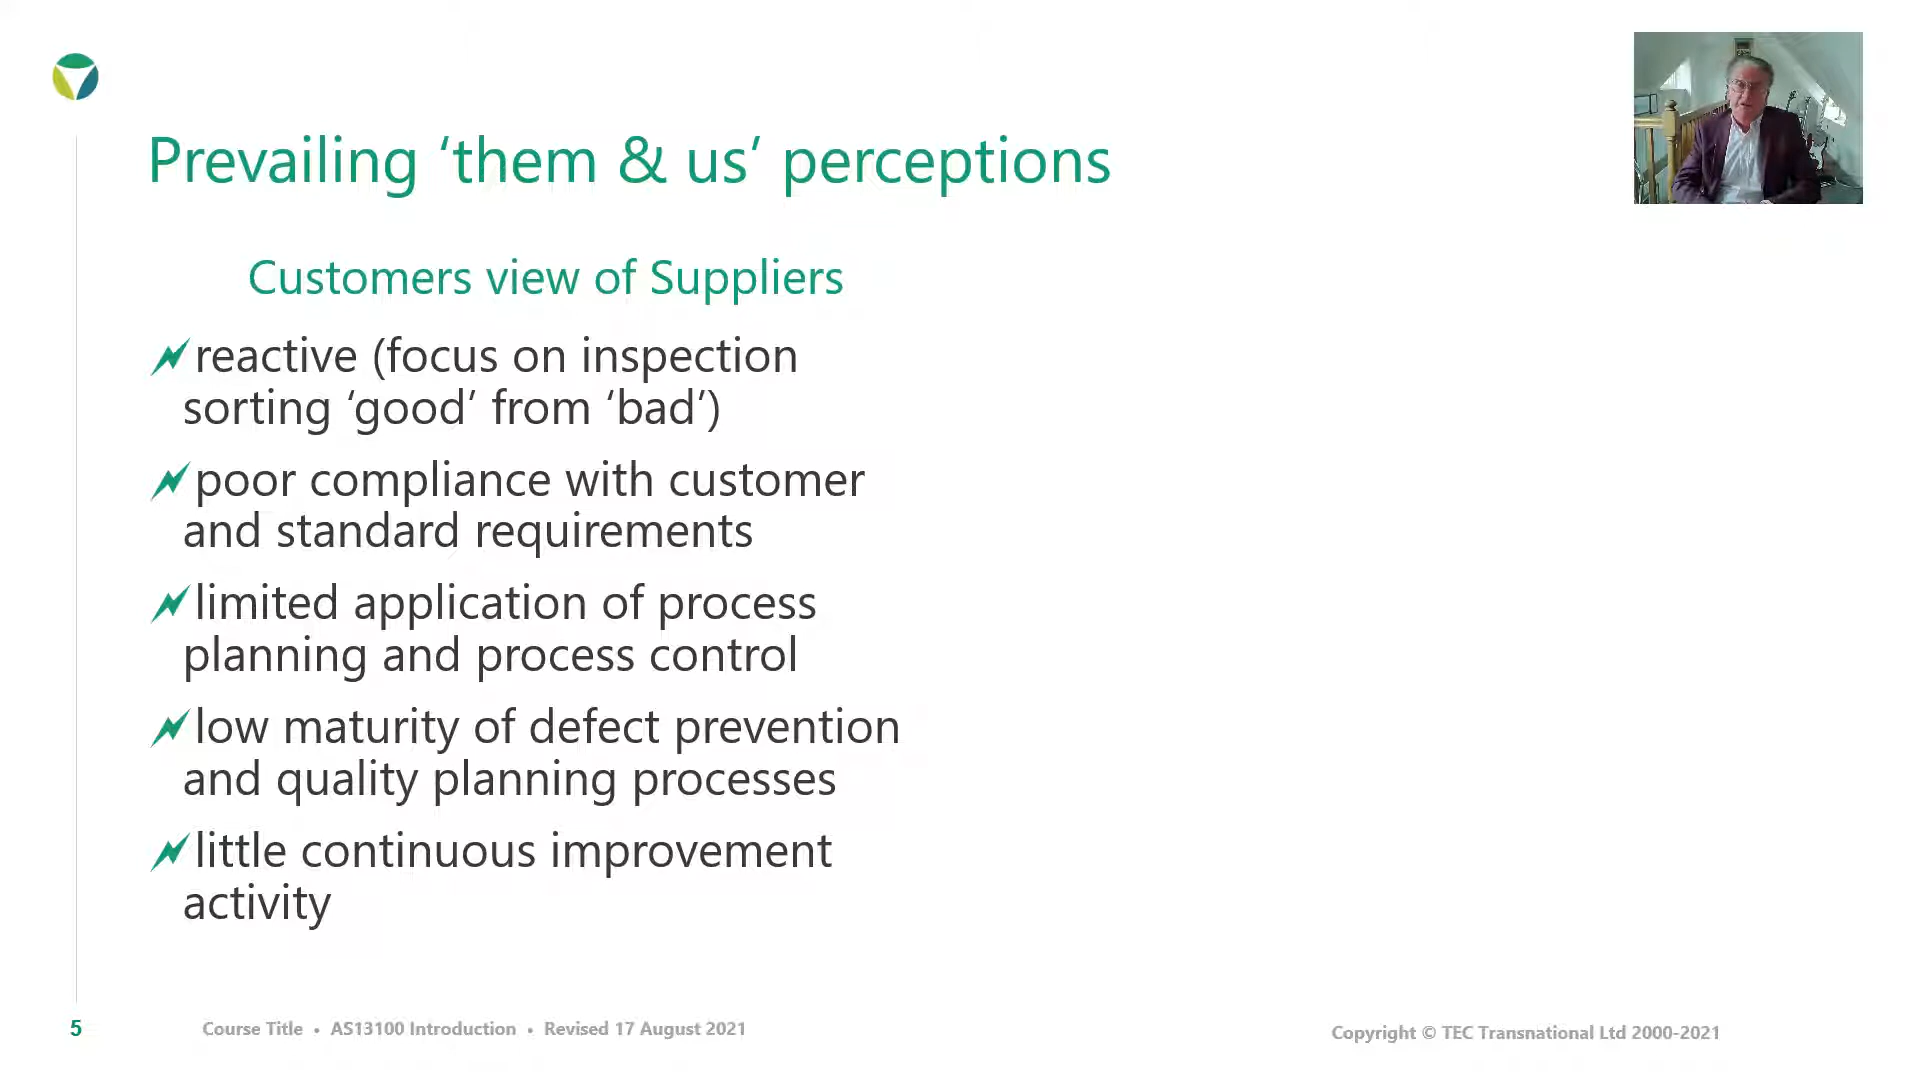 Prevailing ‘them & us’ perceptions
Customers view of Suppliers
reactive (focus on inspection
sorting ‘good’ from ‘bad’)
poor compliance with customer
and standard requirements
limited application of process
planning and process control
low maturity of defect prevention
and quality planning processes
little continuous improvement
activity
5
Course Title • AS13100 Introduction • Revised 17 August 2021
Copyright © TEC Transnational Ltd 2000-2021